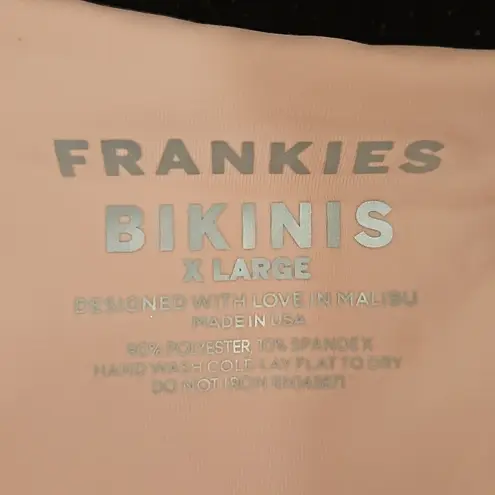 FRANKIES
BIKINIS
X LARGE
DESIGNED WITH LOVE IN MALIBU
MADE IN USA
90% POLYESTER, 10% SPANDEX
HAND WASH COLD LAY FLAT TO DRY
DO NOT IRON